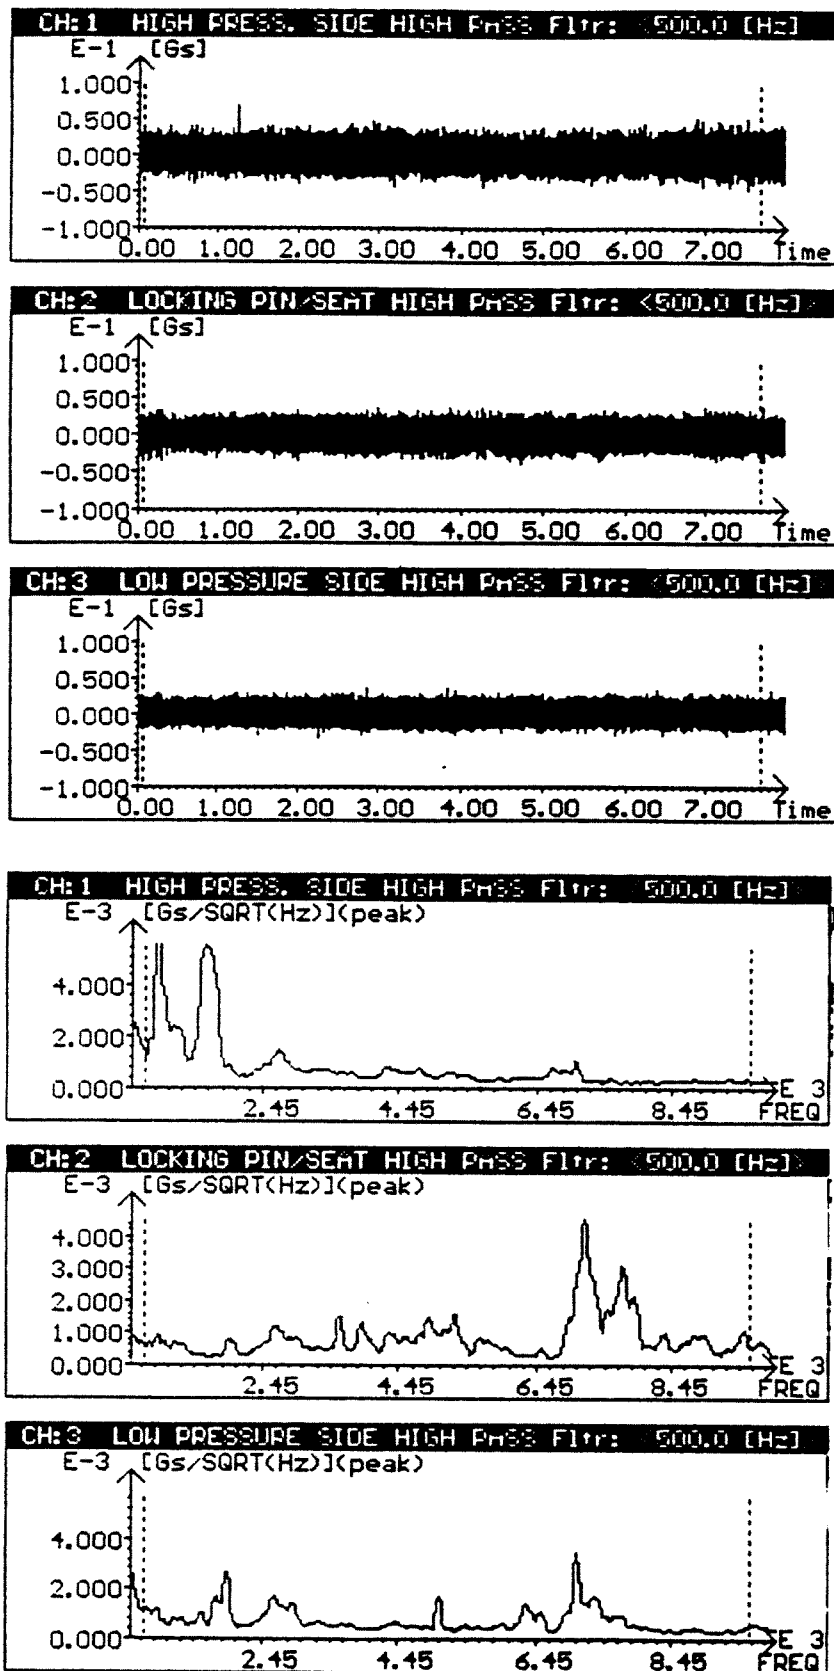 CH:1 HIGH PRESS. SIDE HIGH PASS Fltr: <500.0 [Hz]
E-1 [Gs]
1.000
0.500
0.000
-0.500
-1.000
0.00 1.00 2.00 3.00 4.00 5.00 6.00 7.00 Time
CH:2 LOCKING PIN/SEAT HIGH PASS Fltr: <500.0 [Hz]>
E-1 [Gs]
1.000
0.500
0.000
-0.500
-1.000
0.00 1.00 2.00 3.00 4.00 5.00 6.00 7.00 Time
CH:3 LOW PRESSURE SIDE HIGH PASS Fltr: <500.0 [Hz]
E-1 [Gs]
1.000
0.500
0.000
-0.500
-1.000
0.00 1.00 2.00 3.00 4.00 5.00 6.00 7.00 Time
CH:1 HIGH PRESS. SIDE HIGH PASS Fltr: 500.0 [Hz]
E-3 [Gs/SQRT(Hz)](peak)
4.000
2.000
0.000
E 3
2.45 4.45 6.45 8.45 FREQ
CH:2 LOCKING PIN/SEAT HIGH PASS Fltr: <500.0 [Hz]>
E-3 [Gs/SQRT(Hz)](peak)
4.000
3.000
2.000
1.000
0.000
E 3
2.45 4.45 6.45 8.45 FREQ
CH:3 LOW PRESSURE SIDE HIGH PASS Fltr: 500.0 [Hz]
E-3 [Gs/SQRT(Hz)](peak)
4.000
2.000
0.000
E 3
2.45 4.45 6.45 8.45 FREQ